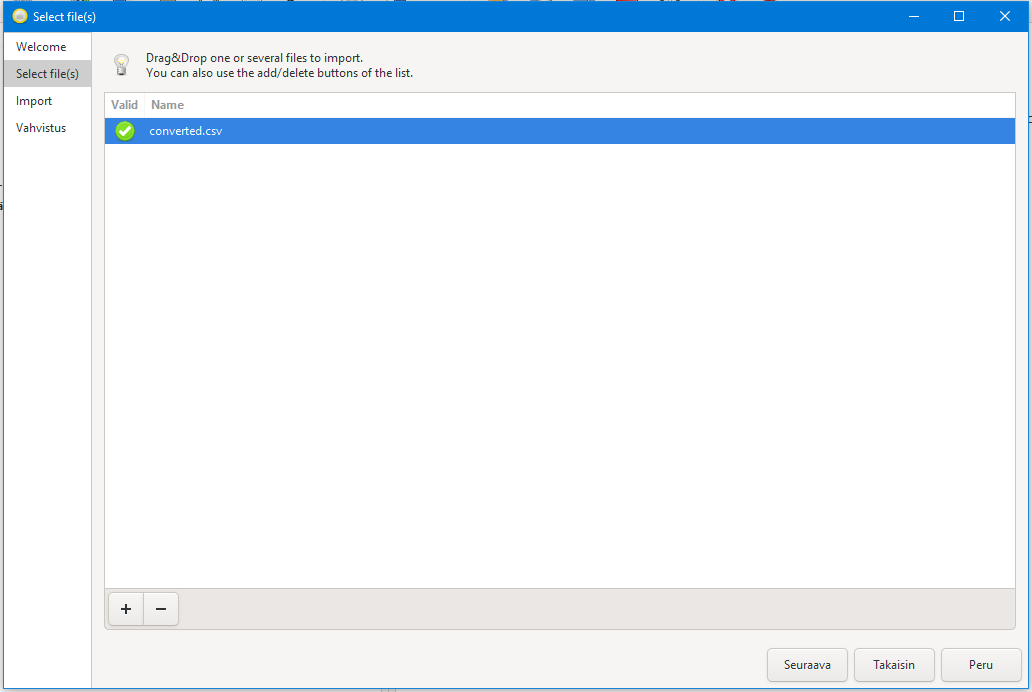 Select file(s)
Welcome
Select file(s)
Import
Vahvistus
Drag&Drop one or several files to import.
You can also use the add/delete buttons of the list.
Valid Name
converted.csv
Seuraava Takaisin Peru